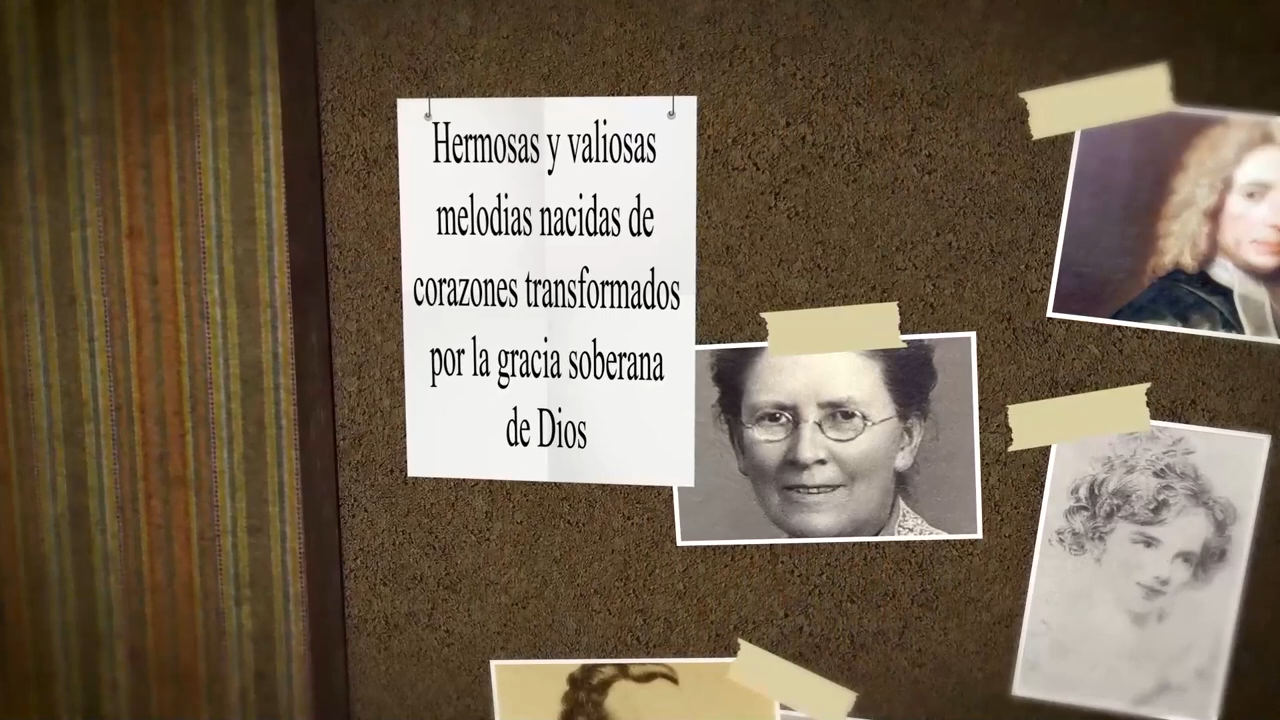 Hermosas y valiosas
melodias nacidas de
corazones transformados
por la gracia soberana
de Dios